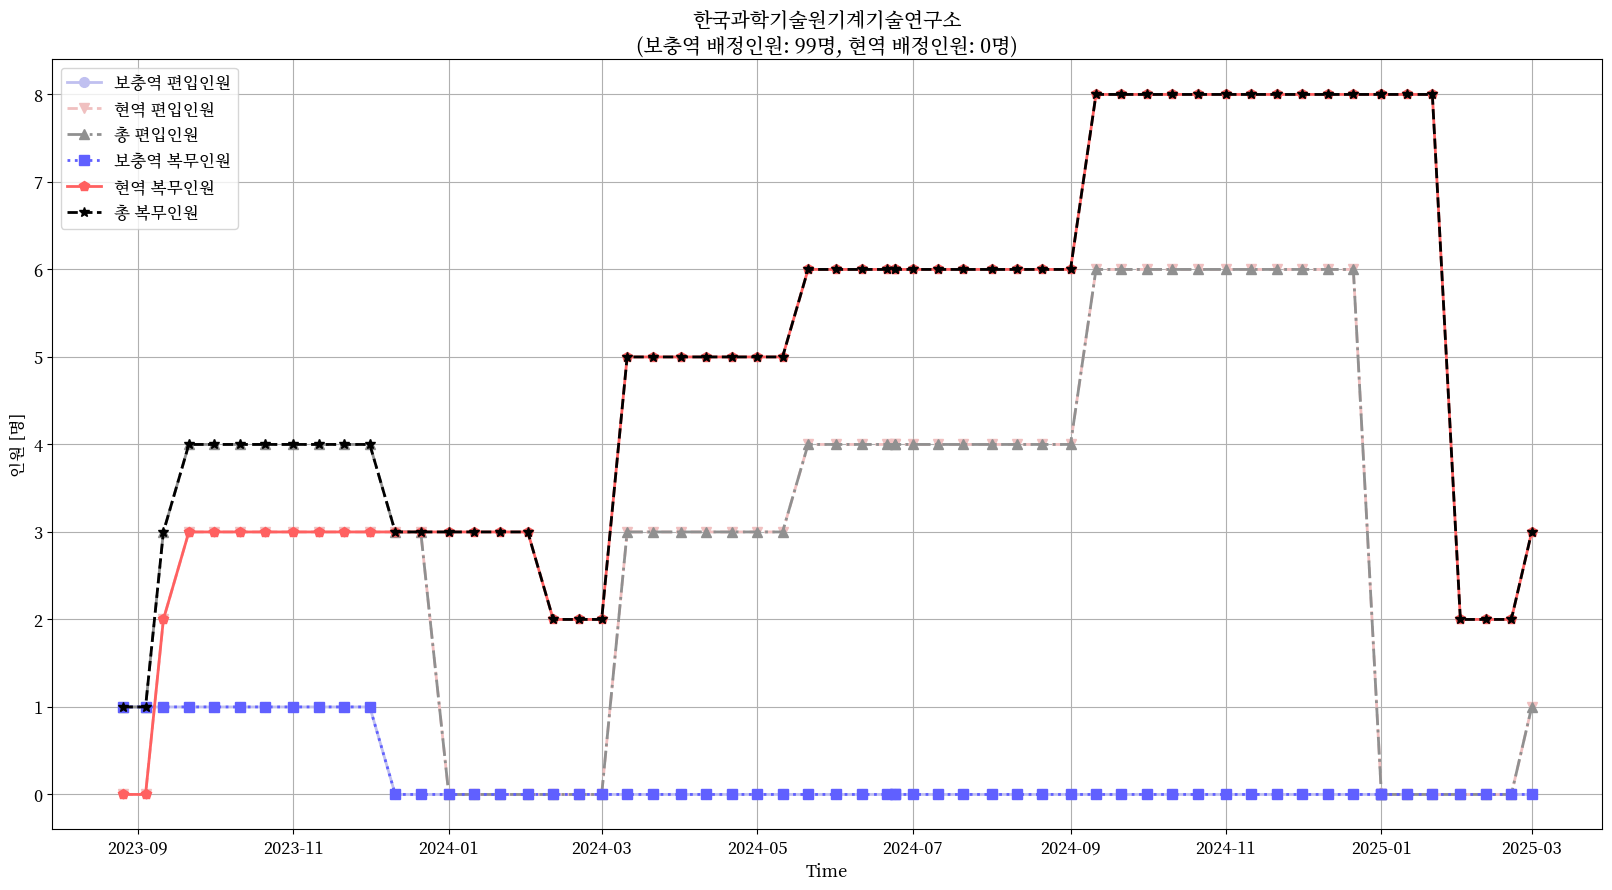 한국과학기술원기계기술연구소
(보충역 배정인원: 99명, 현역 배정인원: 0명)
보충역 편입인원
현역 편입인원
총 편입인원
보충역 복무인원
현역 복무인원
총 복무인원
인원 [명]
8
7
6
5
4
3
2
1
0
2023-09 2023-11 2024-01 2024-03 2024-05 2024-07 2024-09 2024-11 2025-01 2025-03
Time